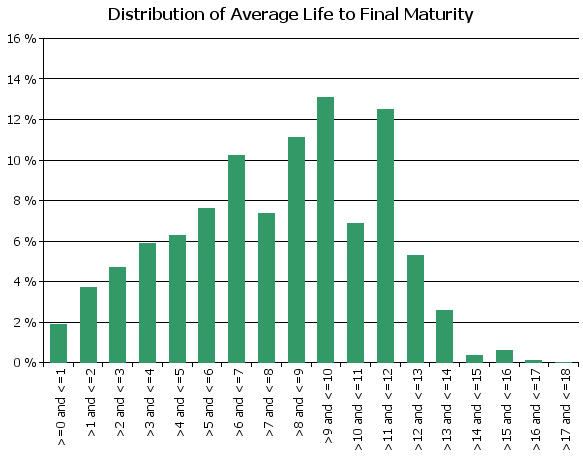 Distribution of Average Life to Final Maturity
16 %
14 %
12 %
10 %
8 %
6 %
4 %
2 %
0 %
>=0 and <=1
>1 and <=2
>2 and <=3
>3 and <=4
>4 and <=5
>5 and <=6
>6 and <=7
>7 and <=8
>8 and <=9
>9 and <=10
>10 and <=11
>11 and <=12
>12 and <=13
>13 and <=14
>14 and <=15
>15 and <=16
>16 and <=17
>17 and <=18